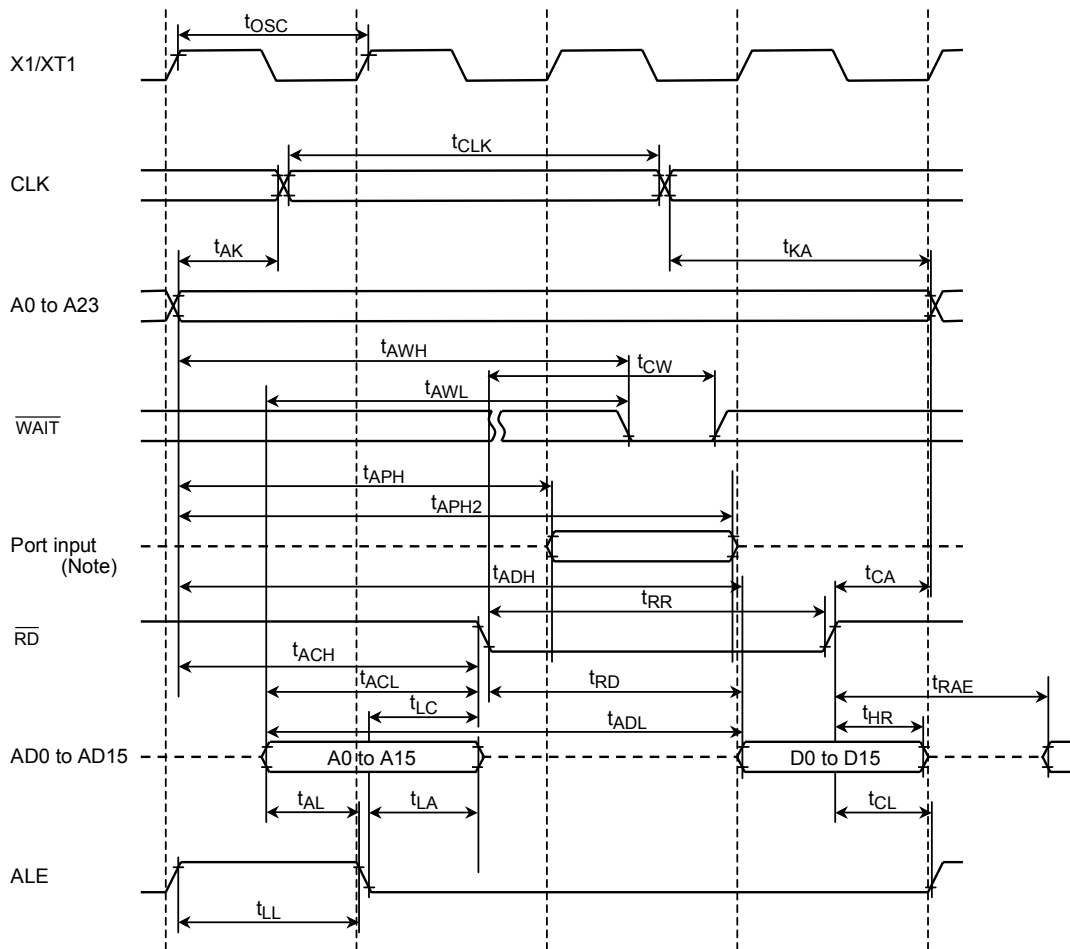 tOSC
X1/XT1
tCLK
CLK
tAK
tKA
A0 to A23
tAWH
tCW
tAWL
WAIT
tAPH
tAPH2
Port input
(Note)
tADH
tCA
tRR
RD
tACH
tACL
tRD
tRAE
tLC
tADL
tHR
AD0 to AD15
A0 to A15
D0 to D15
tAL
tLA
tCL
ALE
tLL